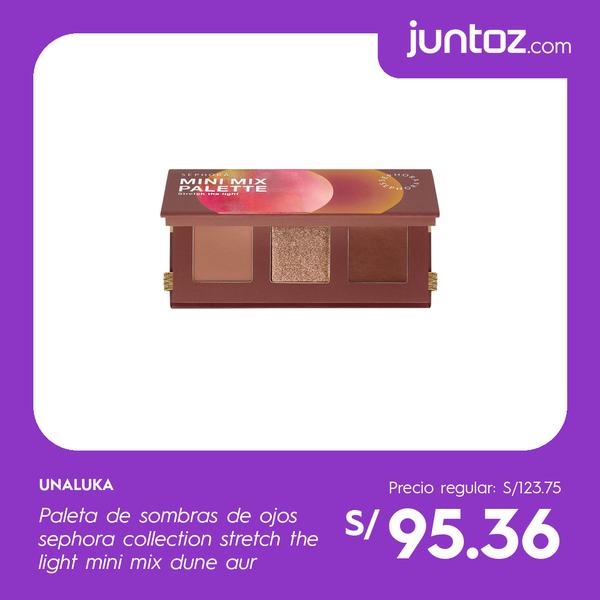 juntoz.com
SEPHORA
MINI MIX
PALETTE
Stretch the light
UNALUKA
Paleta de sombras de ojos
sephora collection stretch the
light mini mix dune aur
Precio regular: S/123.75
S/ 95.36